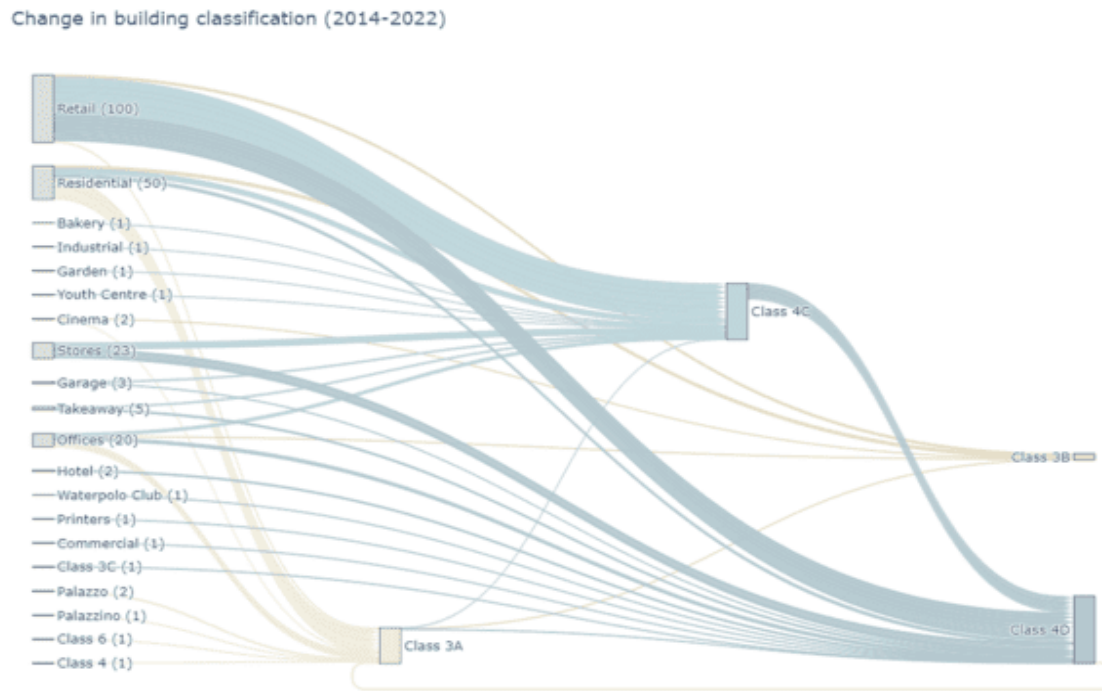 Change in building classification (2014-2022)
Retail (100)
Residential (50)
Bakery (1)
Industrial (1)
Garden (1)
Youth Centre (1)
Cinema (2)
Stores (23)
Garage (3)
Takeaway (5)
Offices (20)
Hotel (2)
Waterpolo Club (1)
Printers (1)
Commercial (1)
Class 3C (1)
Palazzo (2)
Palazzino (1)
Class 6 (1)
Class 4 (1)
Class 3A
Class 4C
Class 3B
Class 4D